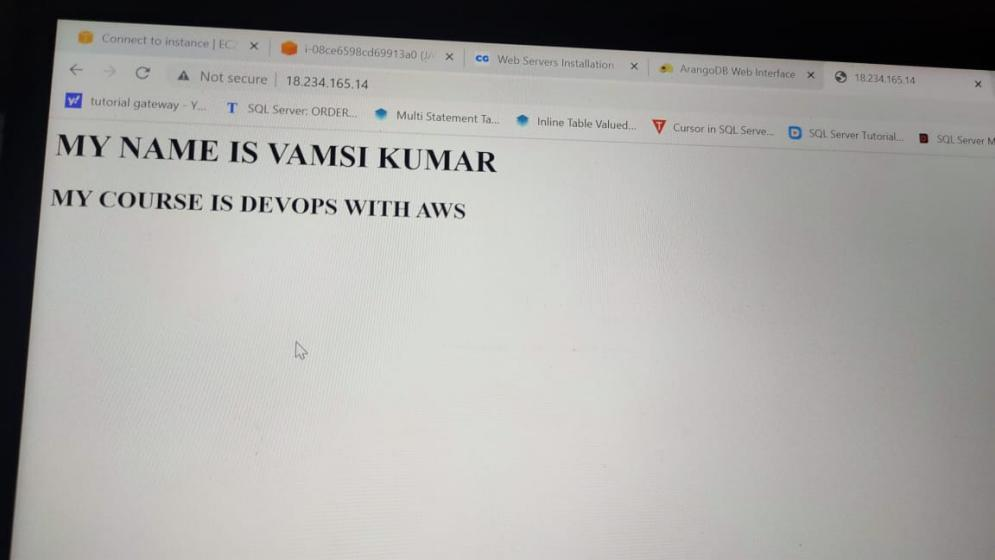 Connect to instance | EC2
i-08ce6598cd69913a0
Web Servers Installation
ArangoDB Web Interface
18.234.165.14
Not secure | 18.234.165.14
tutorial gateway - Y...
SQL Server: ORDER...
Multi Statement Ta...
Inline Table Valued...
Cursor in SQL Serve...
SQL Server Tutorial...
SQL Server M
MY NAME IS VAMSI KUMAR
MY COURSE IS DEVOPS WITH AWS